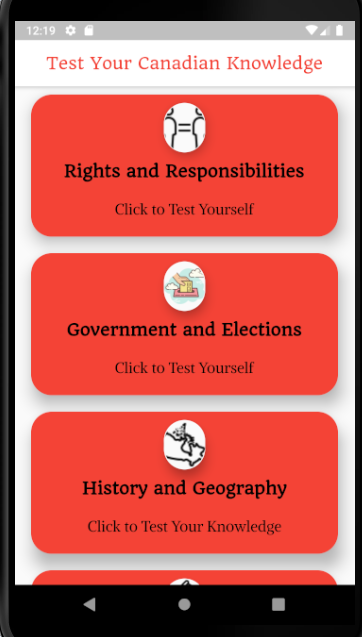 12:19
Test Your Canadian Knowledge
Rights and Responsibilities
Click to Test Yourself
Government and Elections
Click to Test Yourself
History and Geography
Click to Test Your Knowledge